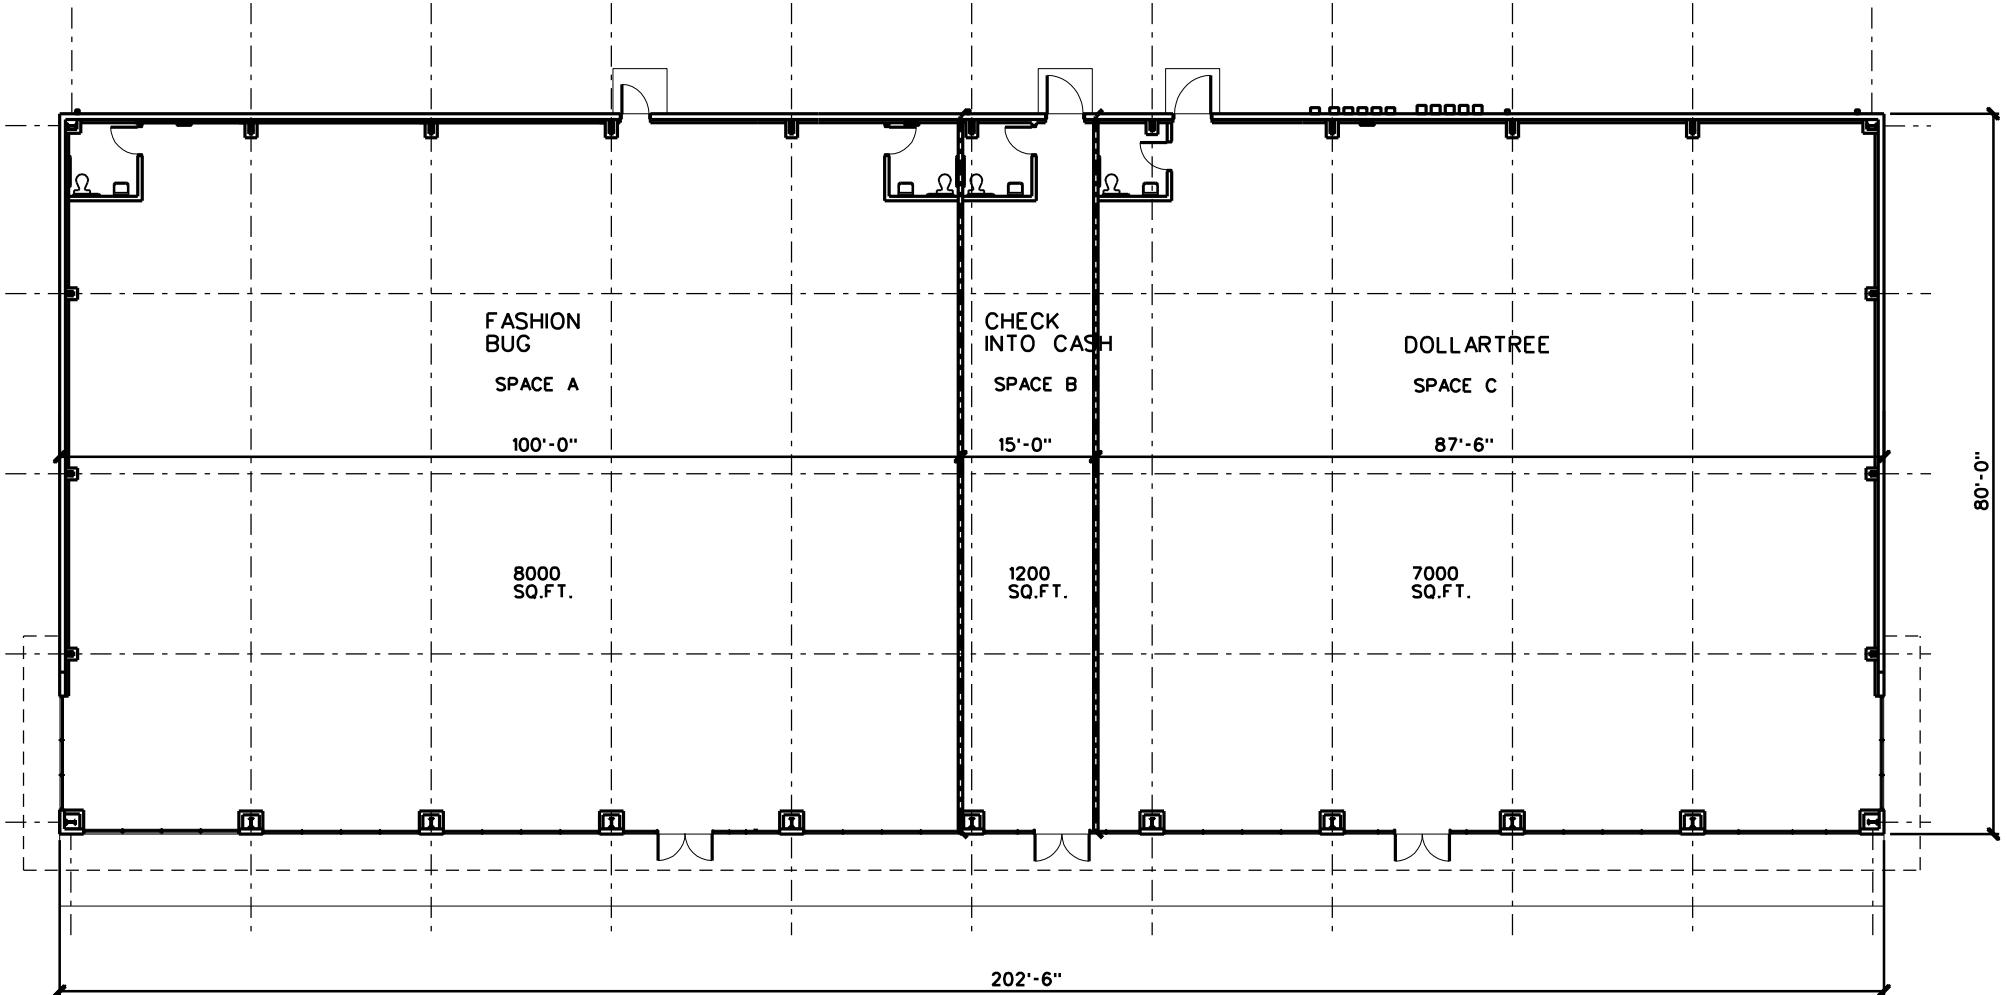 FASHION
BUG
SPACE A
100'-0"
8000
SQ.FT.
CHECK
INTO CASH
SPACE B
15'-0"
1200
SQ.FT.
DOLLARTREE
SPACE C
87'-6"
7000
SQ.FT.
80'-0"
202'-6"